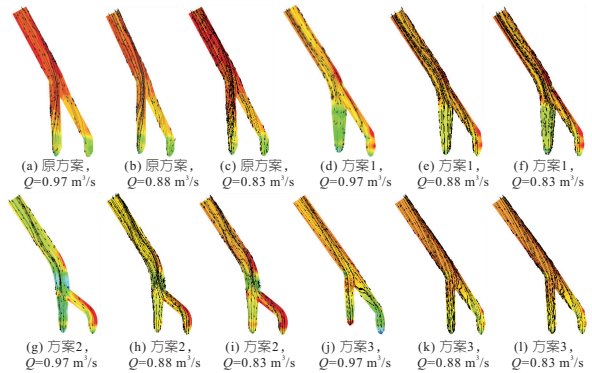 (a) 原方案，
Q=0.97 m³/s
(b) 原方案，
Q=0.88 m³/s
(c) 原方案，
Q=0.83 m³/s
(d) 方案1，
Q=0.97 m³/s
(e) 方案1，
Q=0.88 m³/s
(f) 方案1，
Q=0.83 m³/s
(g) 方案2，
Q=0.97 m³/s
(h) 方案2，
Q=0.88 m³/s
(i) 方案2，
Q=0.83 m³/s
(j) 方案3，
Q=0.97 m³/s
(k) 方案3，
Q=0.88 m³/s
(l) 方案3，
Q=0.83 m³/s